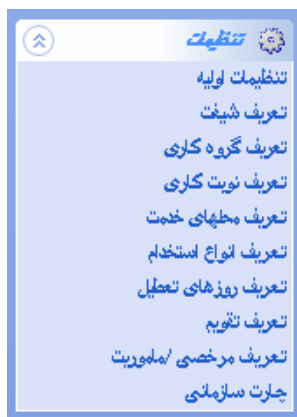 تنظیمات
تنظیمات اولیه
تعریف شیفت
تعریف گروه کاری
تعریف نوبت کاری
تعریف محلهای خدمت
تعریف انواع استخدام
تعریف روزهای تعطیل
تعریف تقویم
تعریف مرخصی /ماموریت
چارت سازمانی